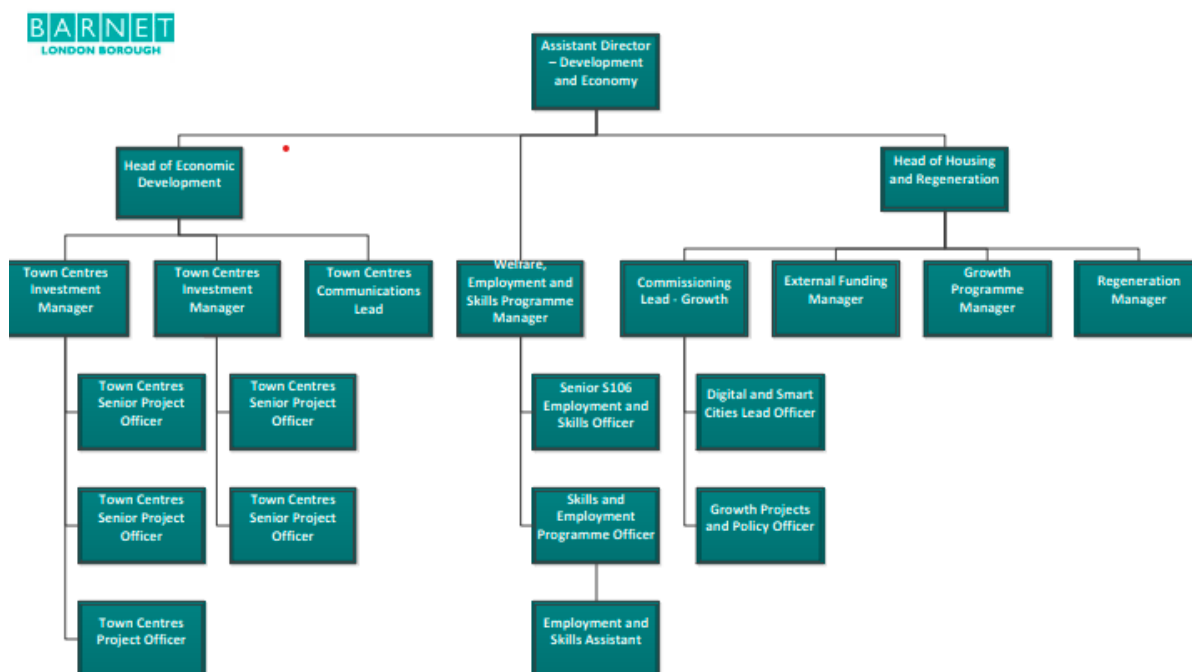 BARNET
LONDON BOROUGH
Assistant Director
– Development
and Economy
Head of Economic
Development
Head of Housing
and Regeneration
Town Centres
Investment
Manager
Town Centres
Investment
Manager
Town Centres
Communications
Lead
Welfare,
Employment and
Skills Programme
Manager
Commissioning
Lead - Growth
External Funding
Manager
Growth
Programme
Manager
Regeneration
Manager
Town Centres
Senior Project
Officer
Town Centres
Senior Project
Officer
Senior S106
Employment and
Skills Officer
Digital and Smart
Cities Lead Officer
Town Centres
Senior Project
Officer
Town Centres
Senior Project
Officer
Skills and
Employment
Programme Officer
Growth Projects
and Policy Officer
Town Centres
Project Officer
Employment and
Skills Assistant